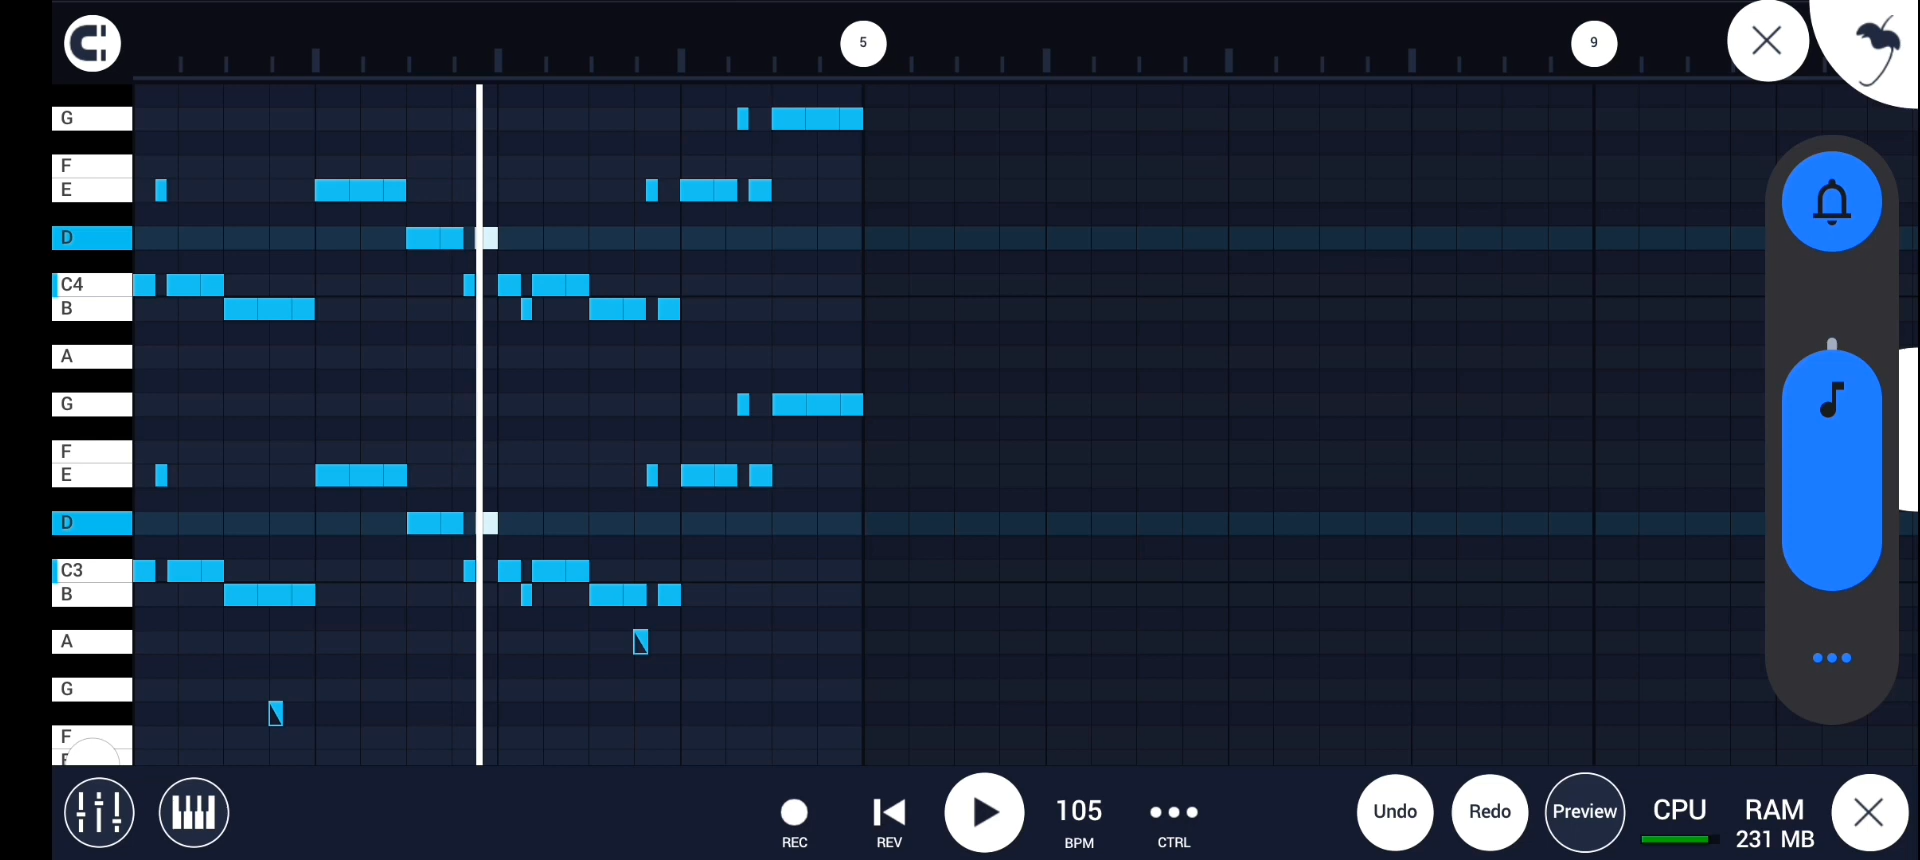 5
9
G
F
E
D
C4
B
A
G
F
E
D
C3
B
A
G
F
REC
REV
105
BPM
CTRL
Undo
Redo
Preview
CPU
RAM
231 MB